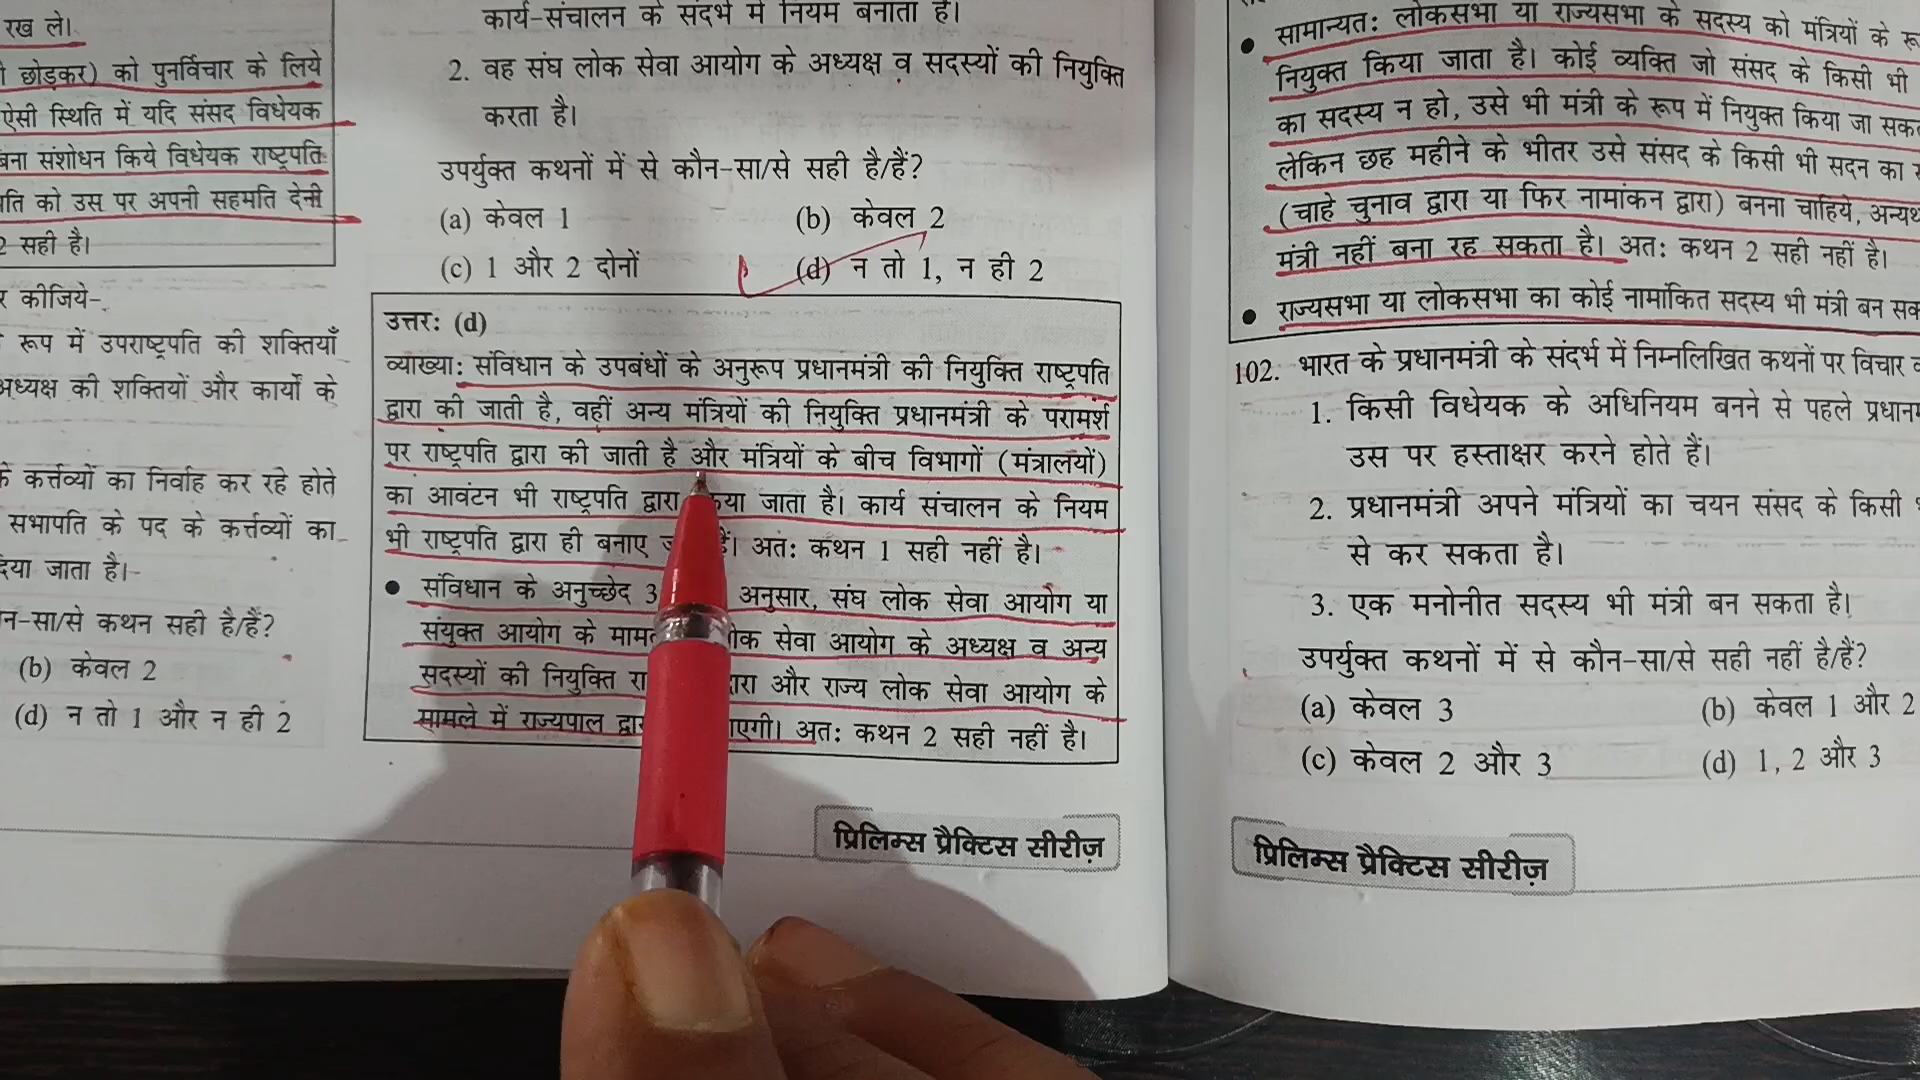 रख ले।
छोड़कर) को पुनर्विचार के लिये
ऐसी स्थिति में यदि संसद विधेयक
संशोधन किये विधेयक राष्ट्रपति
को उस पर अपनी सहमति देनी
2 सही है।
कीजिये-
रूप में उपराष्ट्रपति की शक्तियाँ
अध्यक्ष की शक्तियों और कार्यों के
के कर्त्तव्यों का निर्वाह कर रहे होते
सभापति के पद के कर्त्तव्यों का
जाता है।
कथन सही है/हैं?
(b) केवल 2
(d) न तो 1 और न ही 2
कार्य-संचालन के संदर्भ में नियम बनाता है।
2. वह संघ लोक सेवा आयोग के अध्यक्ष व सदस्यों की नियुक्ति
करता है।
उपर्युक्त कथनों में से कौन-सा/से सही है/हैं?
(a) केवल 1 (b) केवल 2
(c) 1 और 2 दोनों (d) न तो 1, न ही 2
उत्तर: (d)
व्याख्या: संविधान के उपबंधों के अनुरूप प्रधानमंत्री की नियुक्ति राष्ट्रपति
द्वारा की जाती है, वहीं अन्य मंत्रियों की नियुक्ति प्रधानमंत्री के परामर्श
पर राष्ट्रपति द्वारा की जाती है और मंत्रियों के बीच विभागों (मंत्रालयों)
का आवंटन भी राष्ट्रपति द्वारा जाता है। कार्य संचालन के नियम
भी राष्ट्रपति द्वारा ही बनाए अतः कथन 1 सही नहीं है।
• संविधान के अनुच्छेद अनुसार, संघ लोक सेवा आयोग या
संयुक्त आयोग के सेवा आयोग के अध्यक्ष व अन्य
सदस्यों की नियुक्ति और राज्य लोक सेवा आयोग के
मामले में राज्यपाल अतः कथन 2 सही नहीं है।
प्रिलिम्स प्रैक्टिस सीरीज़
• सामान्यतः लोकसभा या राज्यसभा के सदस्य को मंत्रियों के
नियुक्त किया जाता है। कोई व्यक्ति जो संसद के किसी भी
का सदस्य न हो, उसे भी मंत्री के रूप में नियुक्त किया जा
लेकिन छह महीने के भीतर उसे संसद के किसी भी सदन का
(चाहे चुनाव द्वारा या फिर नामांकन द्वारा) बनना चाहिये,
मंत्री नहीं बना रह सकता है। अतः कथन 2 सही नहीं है।
• राज्यसभा या लोकसभा का कोई नामांकित सदस्य भी मंत्री बन
102. भारत के प्रधानमंत्री के संदर्भ में निम्नलिखित कथनों पर विचार
1. किसी विधेयक के अधिनियम बनने से पहले
उस पर हस्ताक्षर करने होते हैं।
2. प्रधानमंत्री अपने मंत्रियों का चयन संसद के किसी
से कर सकता है।
3. एक मनोनीत सदस्य भी मंत्री बन सकता है।
उपर्युक्त कथनों में से कौन-सा/से सही नहीं है/हैं?
(a) केवल 3 (b) केवल 1 और 2
(c) केवल 2 और 3 (d) 1, 2 और 3
प्रिलिम्स प्रैक्टिस सीरीज़